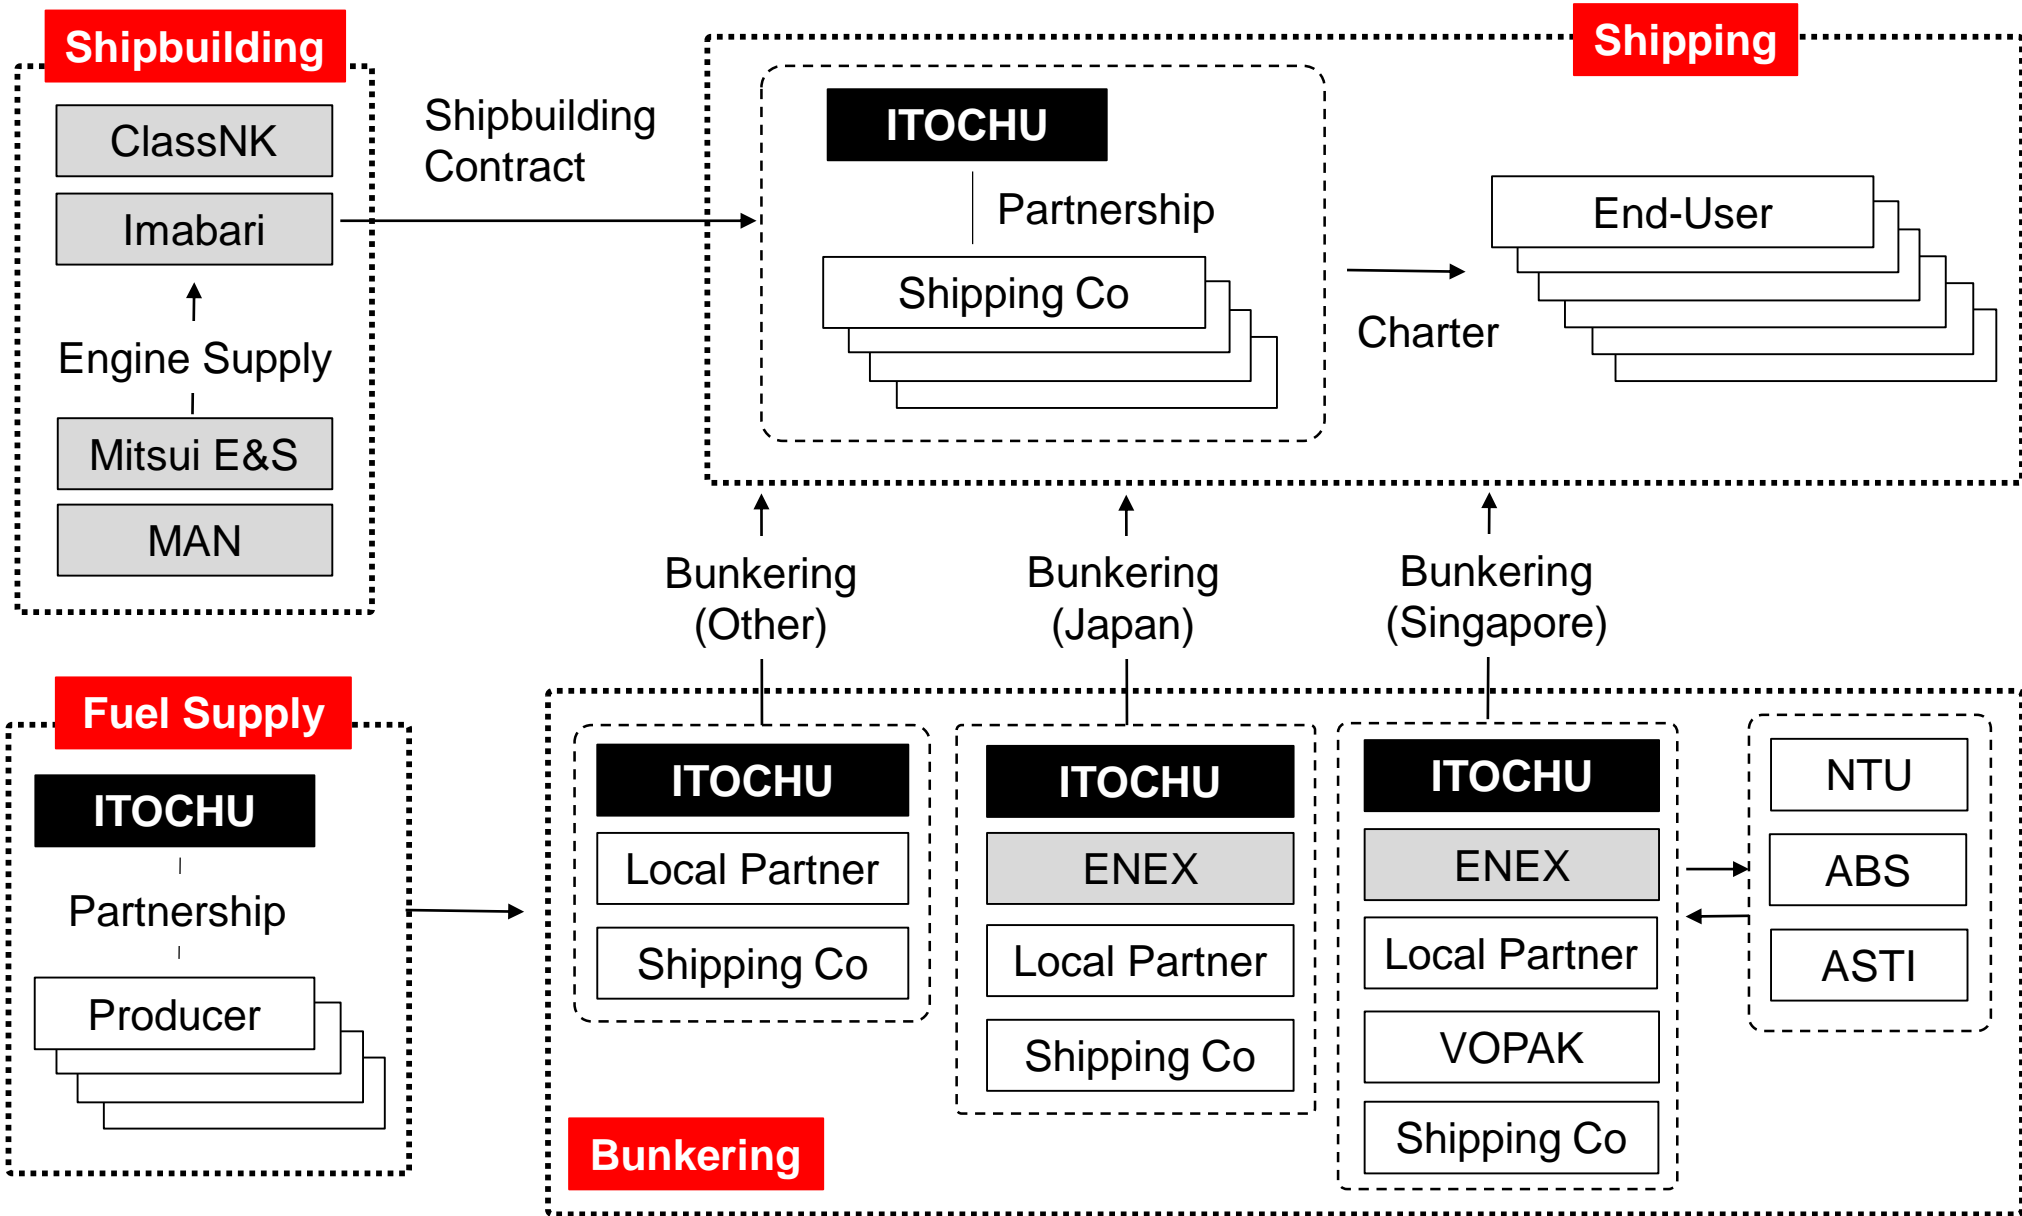 Shipbuilding
ClassNK
Imabari
Engine Supply
Mitsui E&S
MAN
Shipbuilding
Contract
Shipping
ITOCHU
Partnership
Shipping Co
Charter
End-User
Bunkering
(Other)
Bunkering
(Japan)
Bunkering
(Singapore)
Fuel Supply
ITOCHU
Partnership
Producer
Bunkering
ITOCHU
Local Partner
Shipping Co
ITOCHU
ENEX
Local Partner
Shipping Co
ITOCHU
ENEX
Local Partner
VOPAK
Shipping Co
NTU
ABS
ASTI